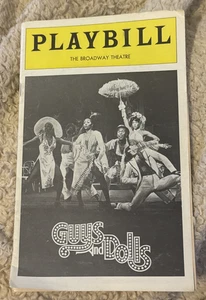 PLAYBILL
THE BROADWAY THEATRE
Guys
and Dolls